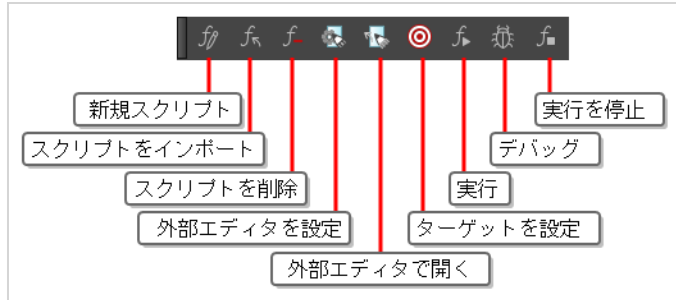 新規スクリプト
実行を停止
スクリプトをインポート
デバッグ
スクリプトを削除
実行
外部エディタを設定
ターゲットを設定
外部エディタで開く